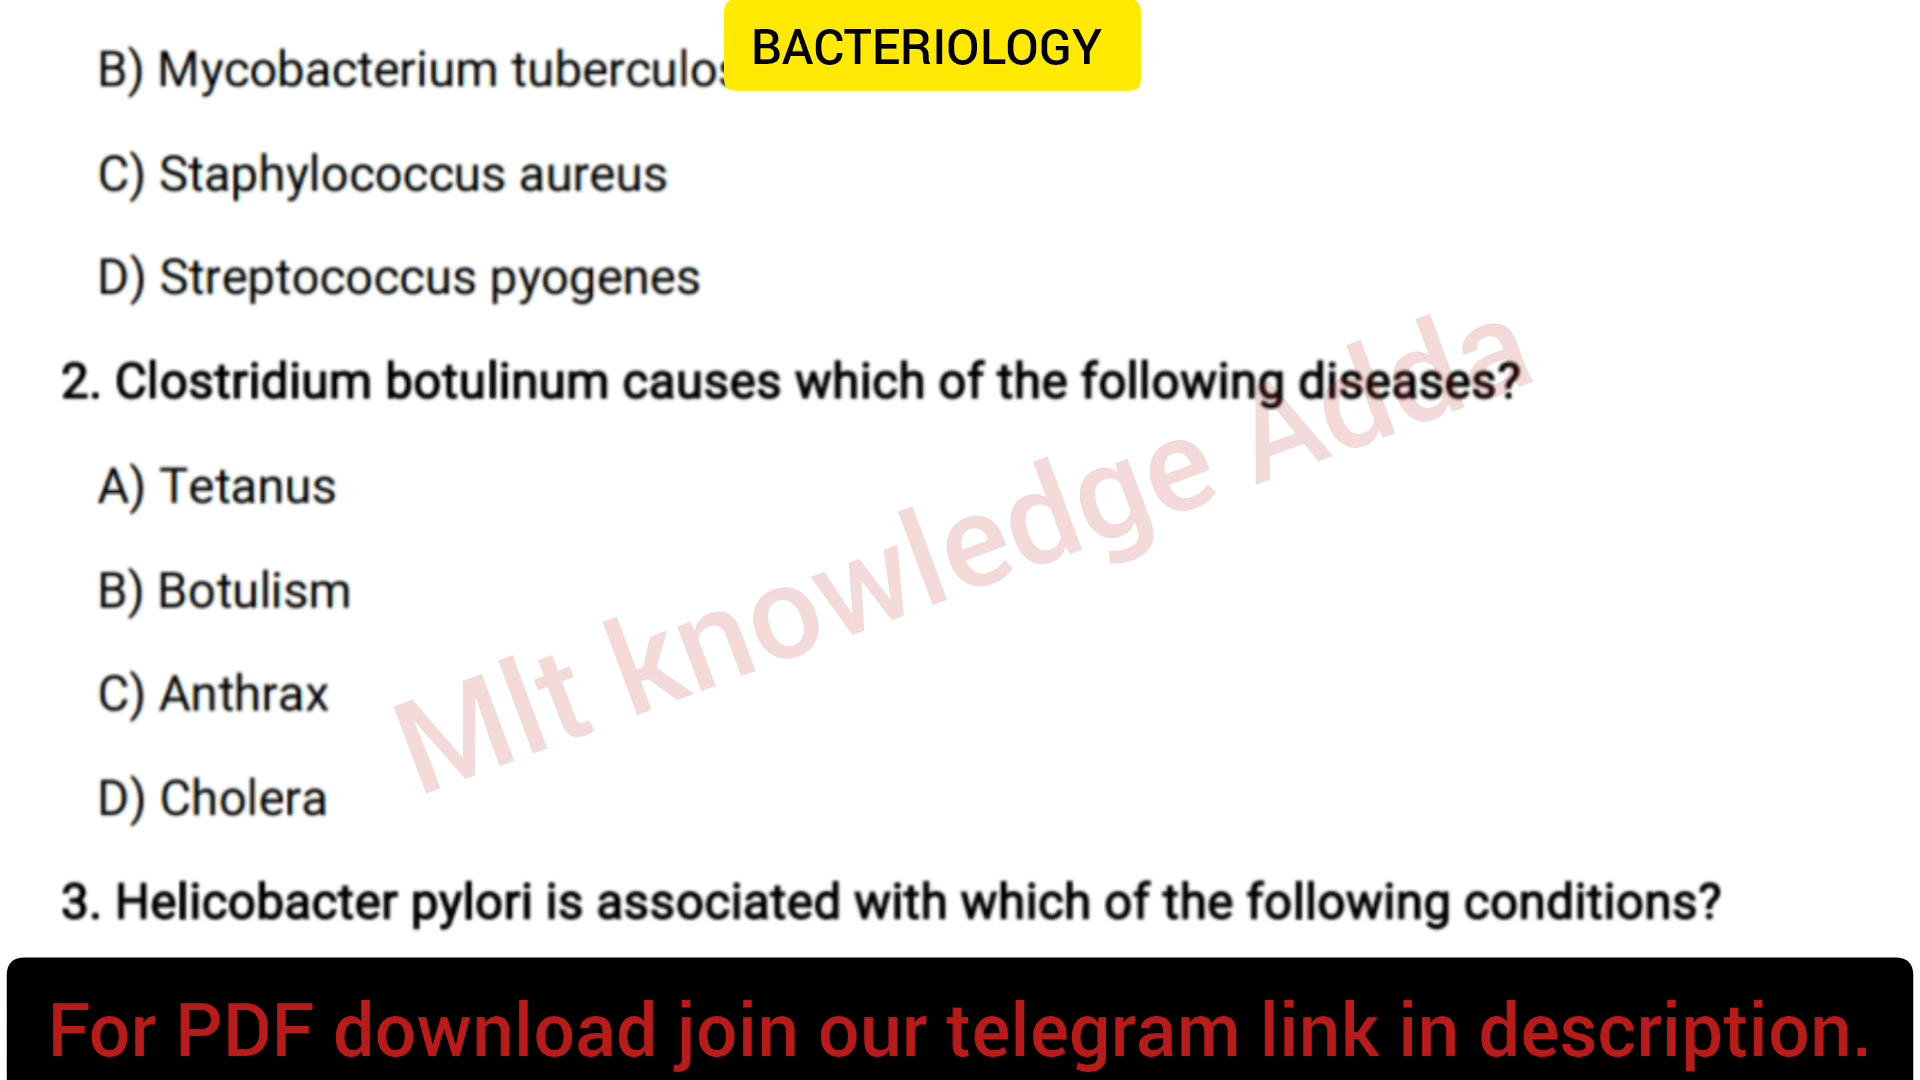 BACTERIOLOGY
B) Mycobacterium
C) Staphylococcus aureus
D) Streptococcus pyogenes
2. Clostridium botulinum causes which of the following diseases?
A) Tetanus
B) Botulism
C) Anthrax
D) Cholera
Mlt knowledge Adda
3. Helicobacter pylori is associated with which of the following conditions?
For PDF download join our telegram link in description.